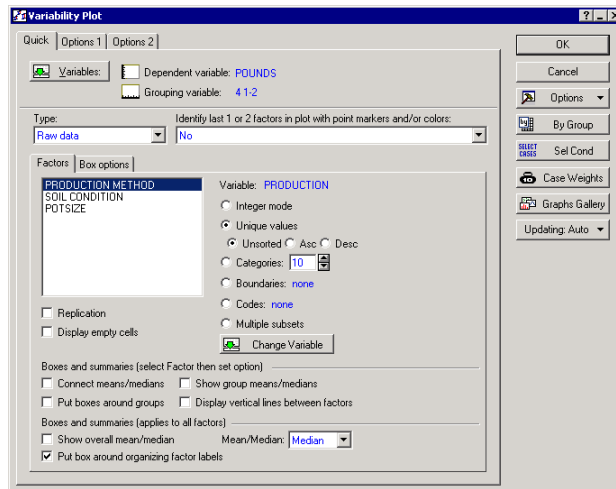 Variability Plot
Quick Options 1 Options 2
OK
Variables: Dependent variable: POUNDS
Cancel
Grouping variable: 4 1-2
Options
Type: Identify last 1 or 2 factors in plot with point markers and/or colors:
By Group
Raw data No
SELECT CASES Sel Cond
Factors Box options
Case Weights
PRODUCTION METHOD Variable: PRODUCTION
SOIL CONDITION
POTSIZE
Graphs Gallery
Integer mode
Updating: Auto
Unique values
Unsorted Asc Desc
Categories: 10
Boundaries: none
Replication Codes: none
Display empty cells Multiple subsets
Change Variable
Boxes and summaries (select Factor then set option)
Connect means/medians Show group means/medians
Put boxes around groups Display vertical lines between factors
Boxes and summaries (applies to all factors)
Show overall mean/median Mean/Median: Median
Put box around organizing factor labels